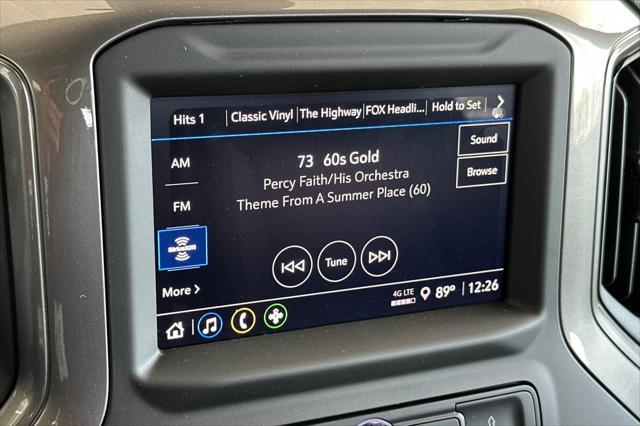 Hits 1 Classic Vinyl The Highway FOX Headli... Hold to Set
AM
FM
SiriusXM
More
73 60s Gold
Percy Faith/His Orchestra
Theme From A Summer Place (60)
Sound
Browse
Tune
4G LTE 89° 12:26